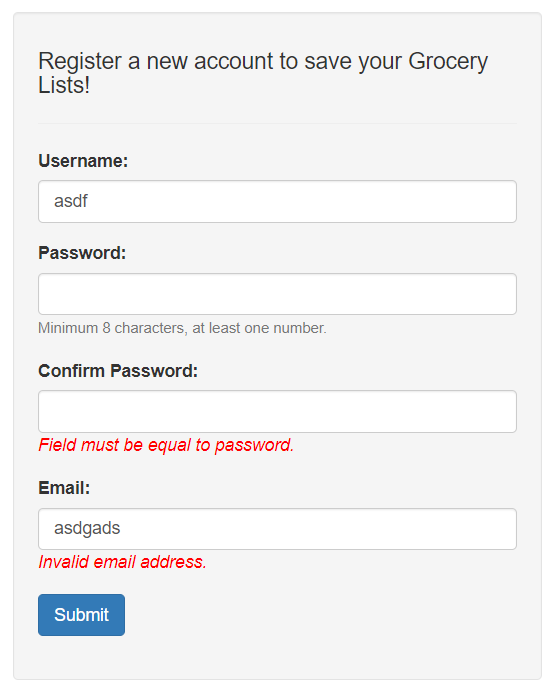 Register a new account to save your Grocery
Lists!
Username:
asdf
Password:
Minimum 8 characters, at least one number.
Confirm Password:
Field must be equal to password.
Email:
asdgads
Invalid email address.
Submit